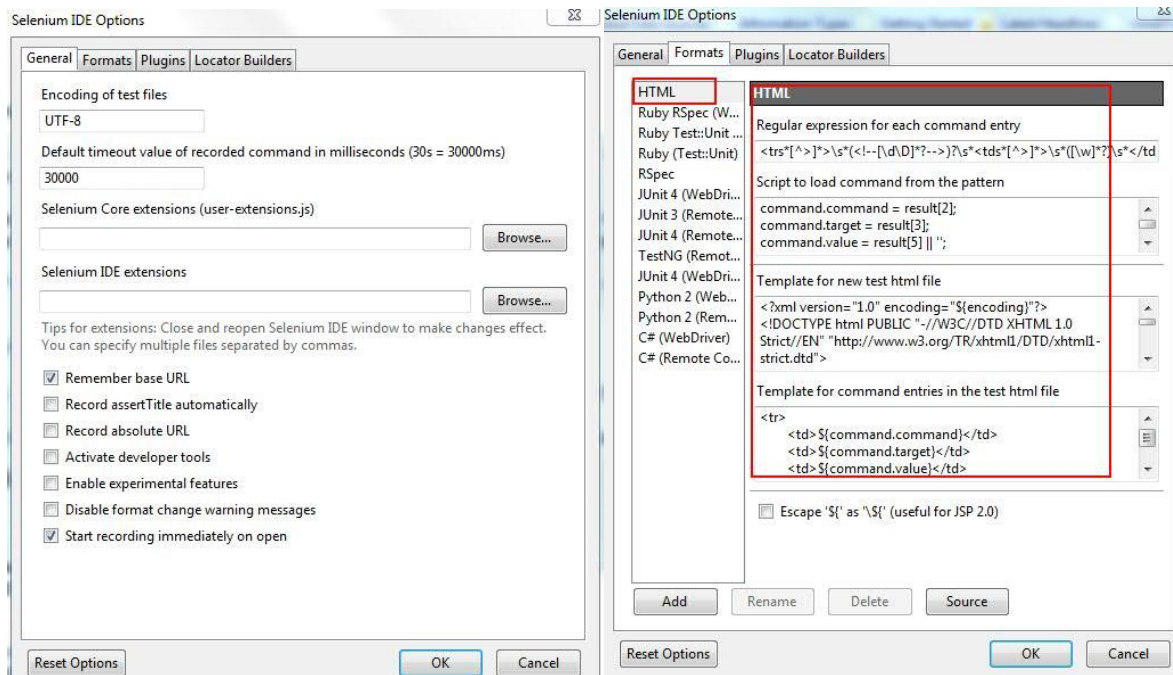 Selenium IDE Options
General Formats Plugins Locator Builders
Encoding of test files
UTF-8
Default timeout value of recorded command in milliseconds (30s = 30000ms)
30000
Selenium Core extensions (user-extensions.js)
Browse...
Selenium IDE extensions
Browse...
Tips for extensions: Close and reopen Selenium IDE window to make changes effect.
You can specify multiple files separated by commas.
Remember base URL
Record assertTitle automatically
Record absolute URL
Activate developer tools
Enable experimental features
Disable format change warning messages
Start recording immediately on open
Reset Options OK Cancel
Selenium IDE Options
General Formats Plugins Locator Builders
HTML
Ruby RSpec (W...
Ruby Test::Unit ...
Ruby (Test::Unit)
RSpec
JUnit 4 (WebDri...
JUnit 3 (Remote...
JUnit 4 (Remote...
TestNG (Remot...
JUnit 4 (WebDri...
Python 2 (Web...
Python 2 (Rem...
C# (WebDriver)
C# (Remote Co...
HTML
Regular expression for each command entry
<trs*[^>]*>\s*(<!--[\d\D]*?-->)?\s*<tds*[^>]*>\s*([\w]*?)\s*</td
Script to load command from the pattern
command.command = result[2];
command.target = result[3];
command.value = result[5] || '';
Template for new test html file
<?xml version="1.0" encoding="${encoding}"?>
<!DOCTYPE html PUBLIC "-//W3C//DTD XHTML 1.0
Strict//EN" "http://www.w3.org/TR/xhtml1/DTD/xhtml1-
strict.dtd">
Template for command entries in the test html file
<tr>
<td>${command.command}</td>
<td>${command.target}</td>
<td>${command.value}</td>
Escape '${' as '\${' (useful for JSP 2.0)
Add Rename Delete Source
Reset Options OK Cancel